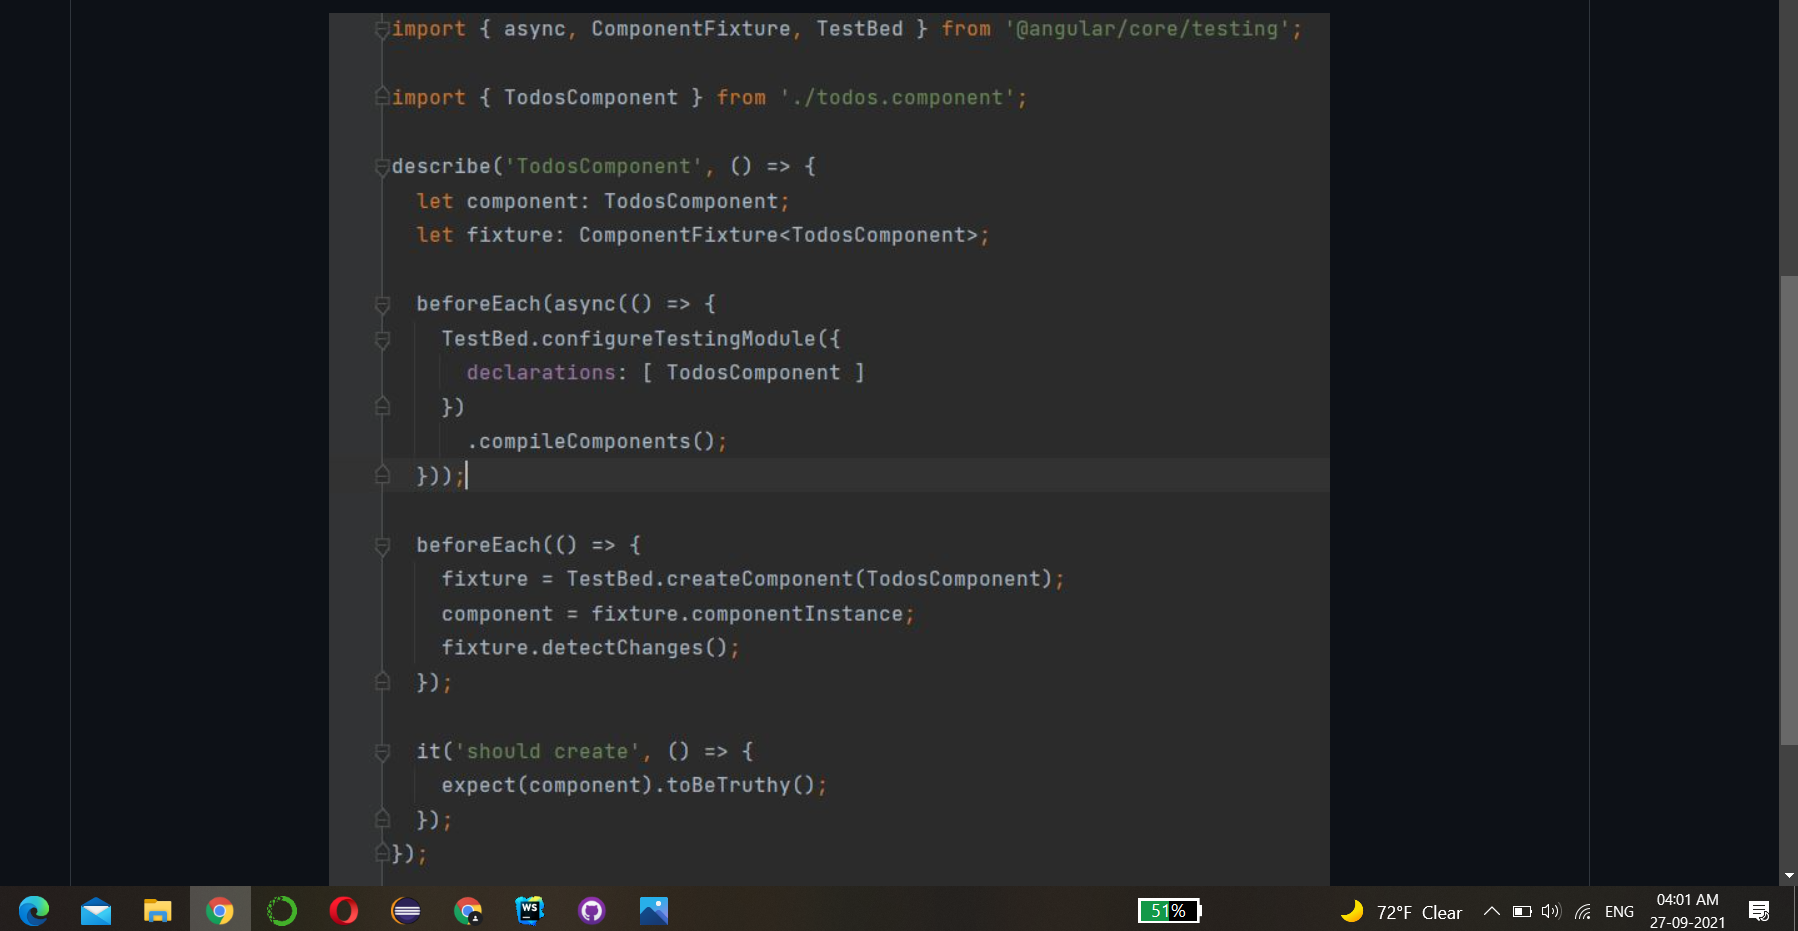 import { async, ComponentFixture, TestBed } from '@angular/core/testing';
import { TodosComponent } from './todos.component';
describe('TodosComponent', () => {
let component: TodosComponent;
let fixture: ComponentFixture<TodosComponent>;
beforeEach(async(() => {
TestBed.configureTestingModule({
declarations: [ TodosComponent ]
})
.compileComponents();
}));
beforeEach(() => {
fixture = TestBed.createComponent(TodosComponent);
component = fixture.componentInstance;
fixture.detectChanges();
});
it('should create', () => {
expect(component).toBeTruthy();
});
});
WS
51%
72°F Clear
ENG
04:01 AM
27-09-2021